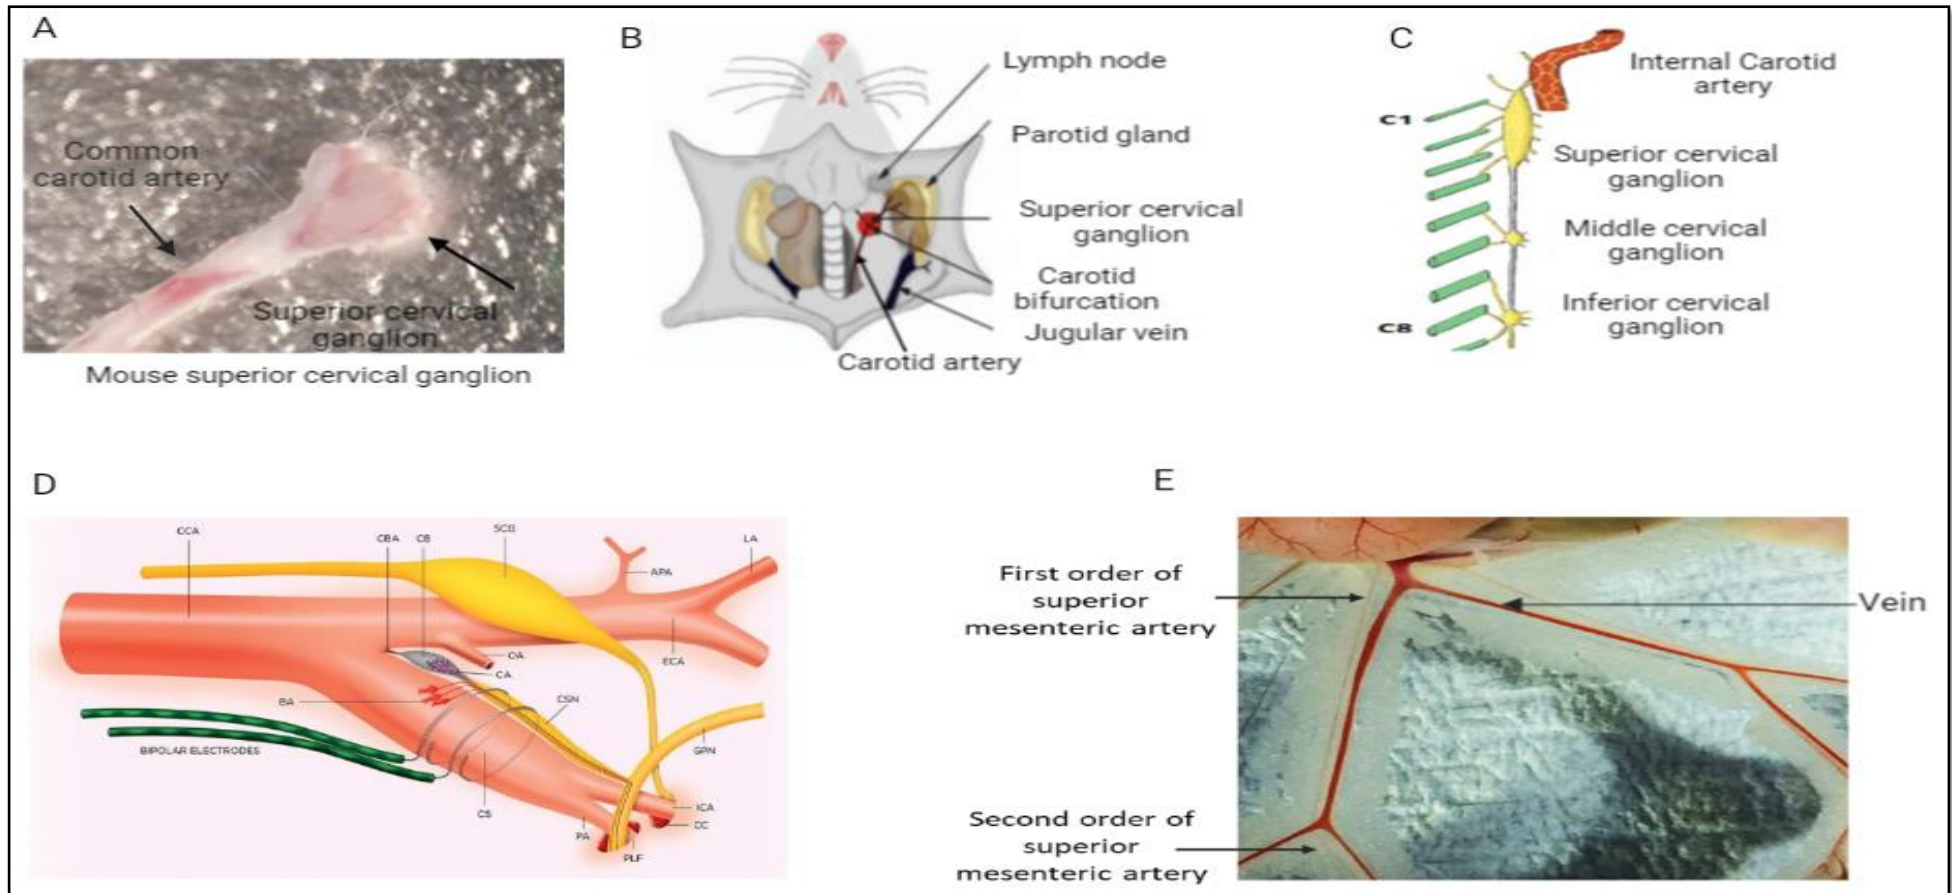 A
Common
carotid artery
Superior cervical
ganglion
Mouse superior cervical ganglion
B
Lymph node
Parotid gland
Superior cervical
ganglion
Carotid
bifurcation
Jugular vein
Carotid artery
C
C1
C8
Internal Carotid
artery
Superior cervical
ganglion
Middle cervical
ganglion
Inferior cervical
ganglion
D
CCA
CBA
CB
SCG
LA
APA
OA
ECA
CA
BA
CSN
BIPOLAR ELECTRODES
GPN
CS
ICA
CC
PA
PLF
E
First order of
superior
mesenteric artery
Vein
Second order of
superior
mesenteric artery